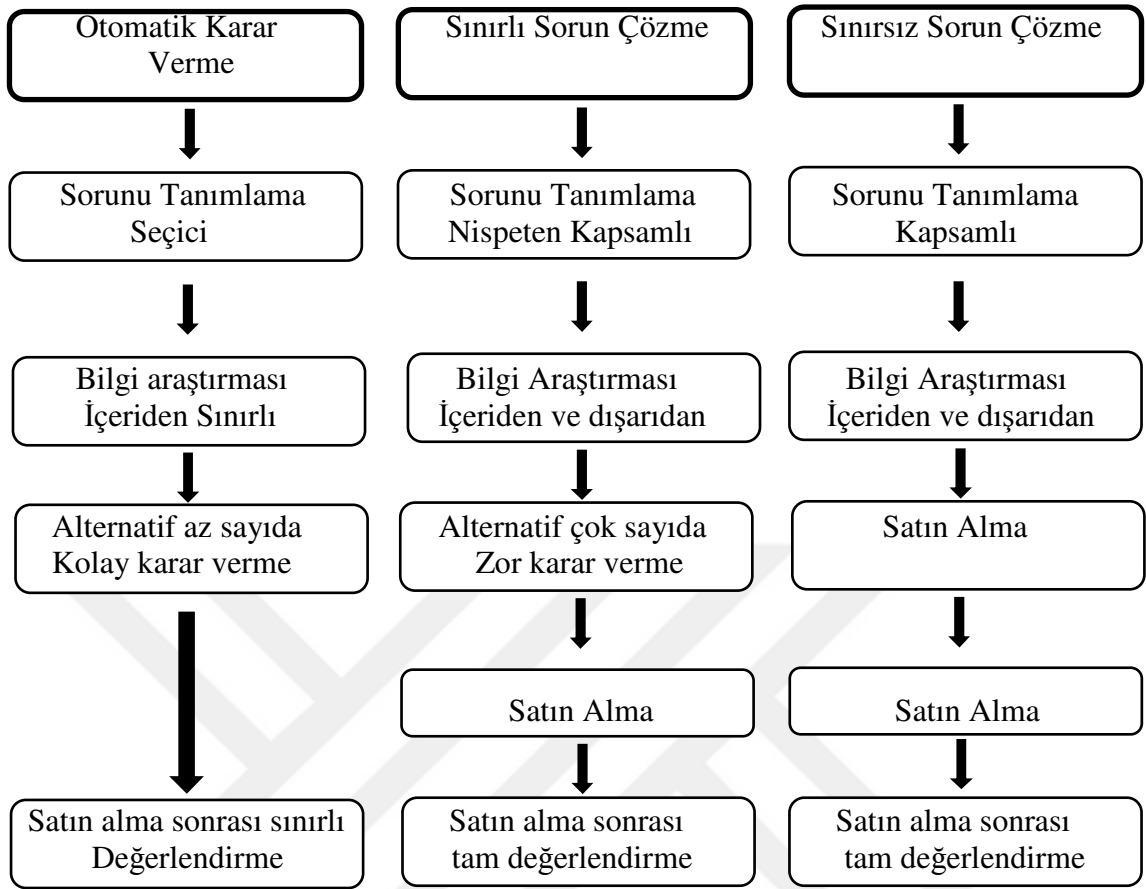 Otomatik Karar
Verme
Sınırlı Sorun Çözme
Sınırsız Sorun Çözme
Sorunu Tanımlama
Seçici
Sorunu Tanımlama
Nispeten Kapsamlı
Sorunu Tanımlama
Kapsamlı
Bilgi araştırması
İçeriden Sınırlı
Bilgi Araştırması
İçeriden ve dışarıdan
Bilgi Araştırması
İçeriden ve dışarıdan
Alternatif az sayıda
Kolay karar verme
Alternatif çok sayıda
Zor karar verme
Satın Alma
Satın Alma
Satın Alma
Satın alma sonrası sınırlı
Değerlendirme
Satın alma sonrası
tam değerlendirme
Satın alma sonrası
tam değerlendirme